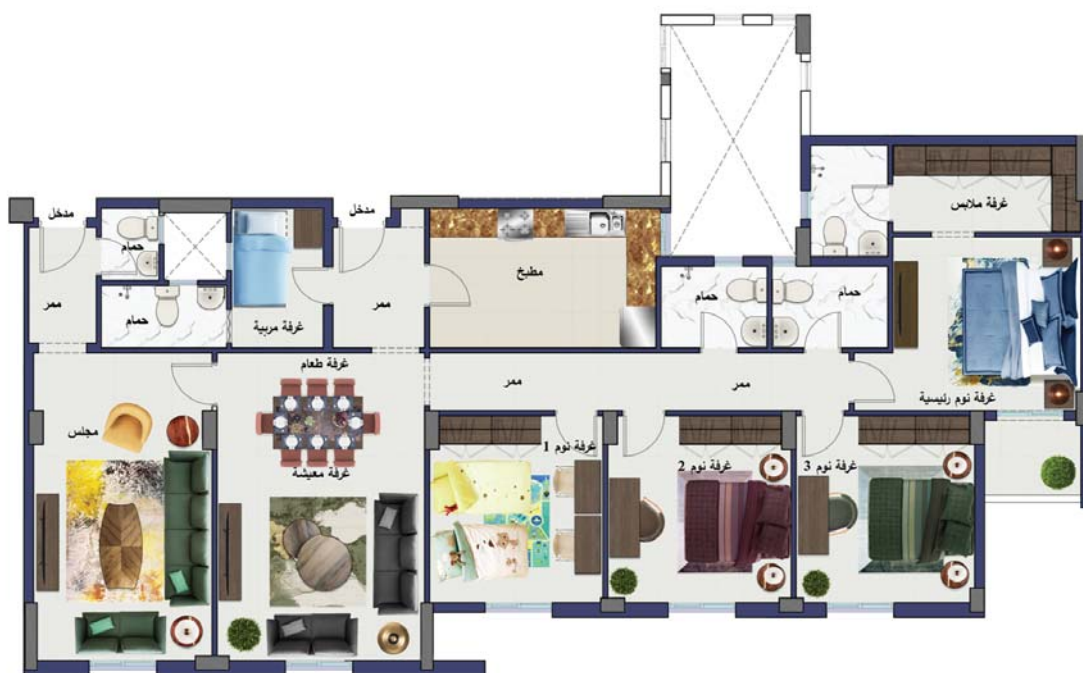 غرفة ملابس
مدخل
مدخل
حمام
مطبخ
ممر
ممر
حمام
حمام
حمام
غرفة مربية
غرفة طعام
ممر
ممر
غرفة نوم رئيسية
مجلس
غرفة معيشة
غرفة نوم 1
غرفة نوم 2
غرفة نوم 3